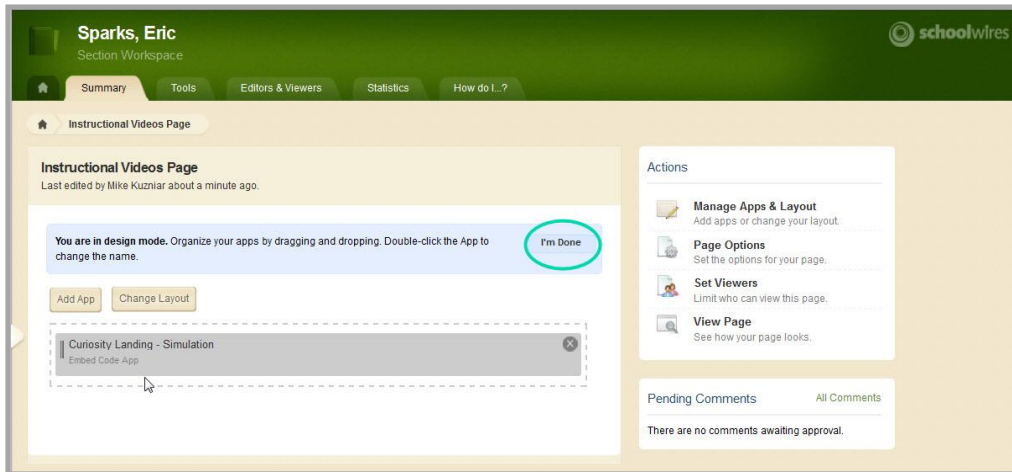 Sparks, Eric
Section Workspace
schoolwires
Summary
Tools
Editors & Viewers
Statistics
How do I...?
Instructional Videos Page
Instructional Videos Page
Last edited by Mike Kuzniar about a minute ago.
You are in design mode. Organize your apps by dragging and dropping. Double-click the App to
change the name.
I'm Done
Add App
Change Layout
Curiosity Landing - Simulation
Embed Code App
Actions
Manage Apps & Layout
Add apps or change your layout.
Page Options
Set the options for your page.
Set Viewers
Limit who can view this page.
View Page
See how your page looks.
Pending Comments
All Comments
There are no comments awaiting approval.